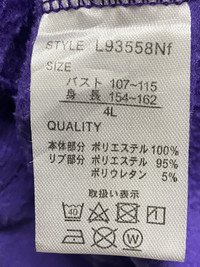 STYLE L93558Nf
SIZE
バスト 107~115
身長 154~162
4L
QUALITY
本体部分 ポリエステル 100%
リブ部分 ポリエステル 95%
ポリウレタン 5%
取扱い表示
40